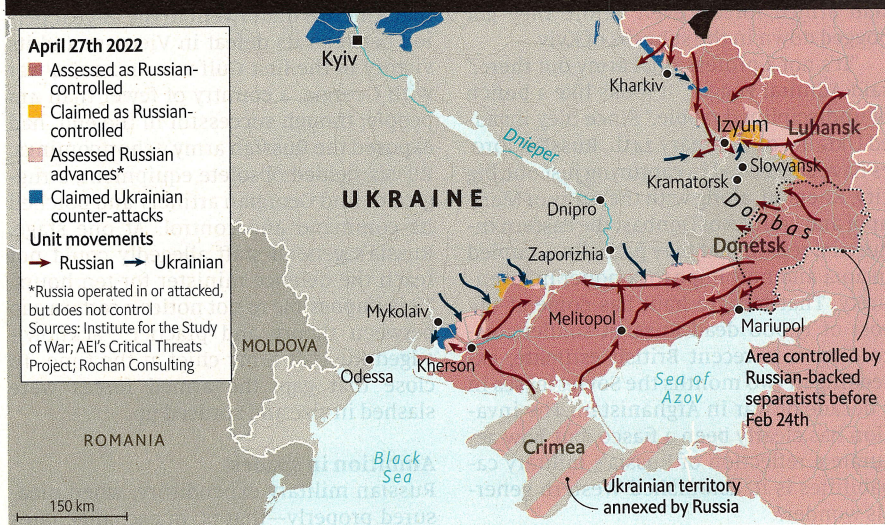 April 27th 2022
Assessed as Russian-
controlled
Claimed as Russian-
controlled
Assessed Russian
advances*
Claimed Ukrainian
counter-attacks
Unit movements
Russian
Ukrainian
*Russia operated in or attacked,
but does not control
Sources: Institute for the Study
of War; AEI's Critical Threats
Project; Rochan Consulting
Kyiv
Kharkiv
Izyum
Luhansk
Slovyansk
Kramatorsk
Dnieper
UKRAINE
Dnipro
Donbas
Donetsk
Zaporizhia
Mykolaiv
Melitopol
Mariupol
MOLDOVA
Kherson
Odessa
Area controlled by
Russian-backed
separatists before
Feb 24th
Sea of
Azov
ROMANIA
Black
Sea
Crimea
Ukrainian territory
annexed by Russia
150 km